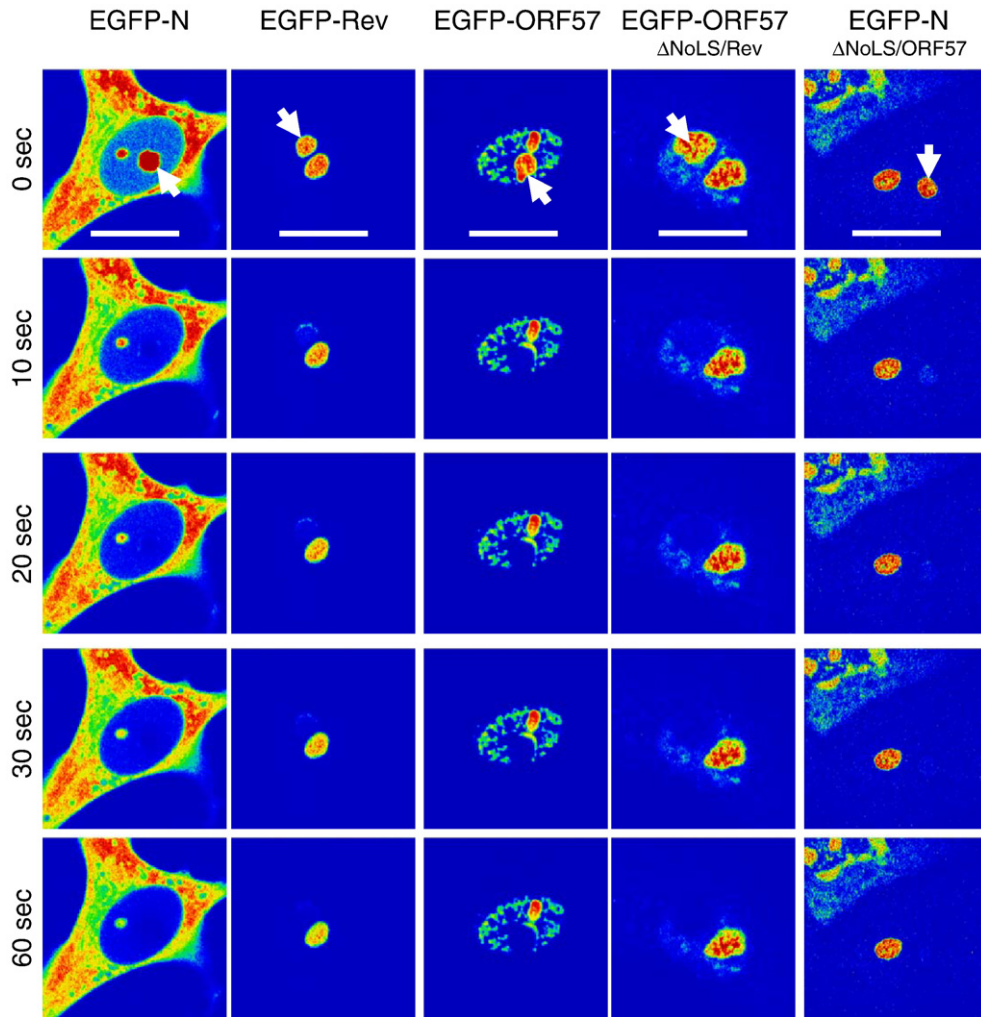 EGFP-N EGFP-Rev EGFP-ORF57 EGFP-ORF57 EGFP-N
ΔNoLS/Rev ΔNoLS/ORF57
0 sec
10 sec
20 sec
30 sec
60 sec